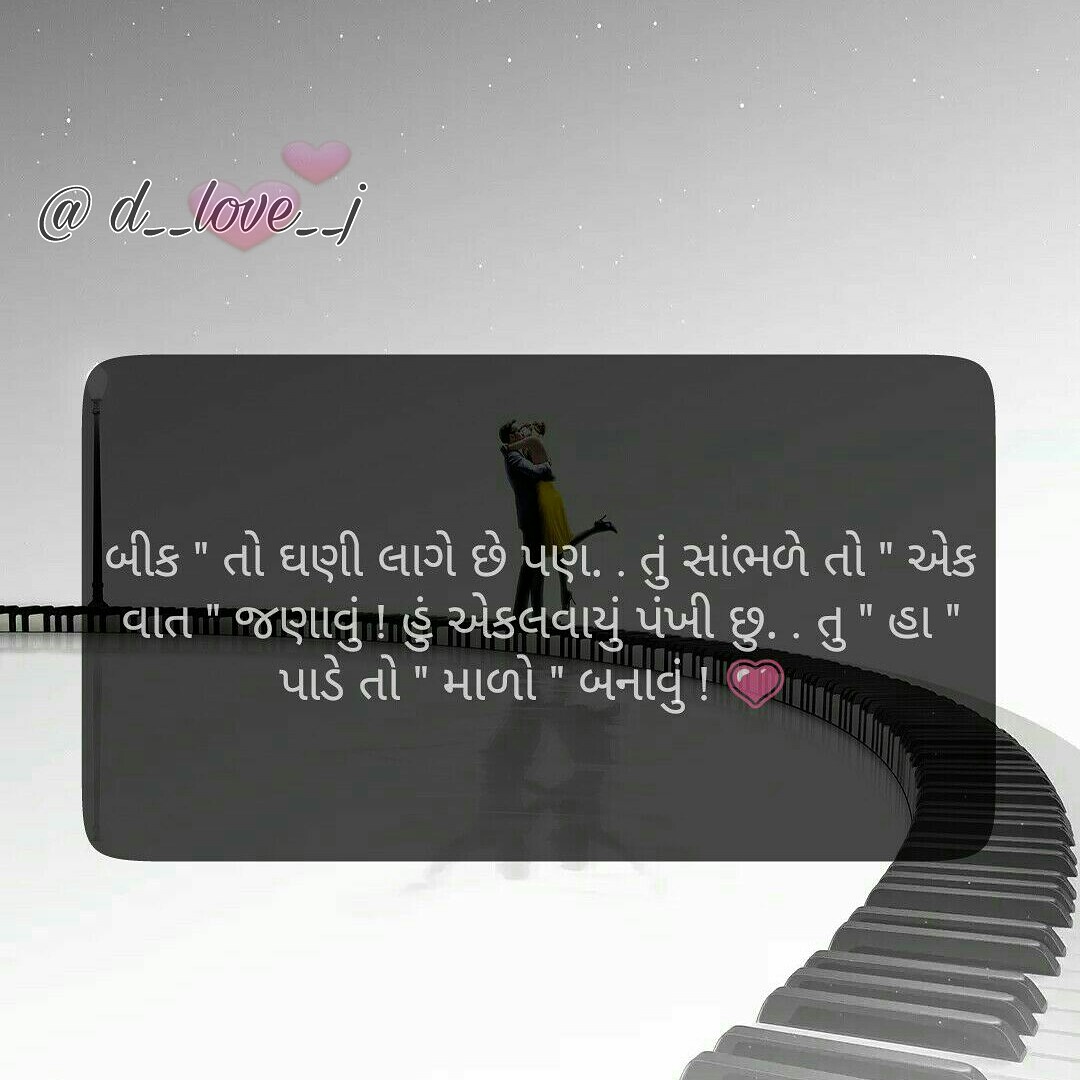 @ d__love__j
બીક " તો ઘણી લાગે છે પણ. . તું સાંભળે તો " એક
વાત " જણાવું ! હું એકલવાયું પંખી છુ. . તુ " હા "
પાડે તો " માળો " બનાવું ! 💗